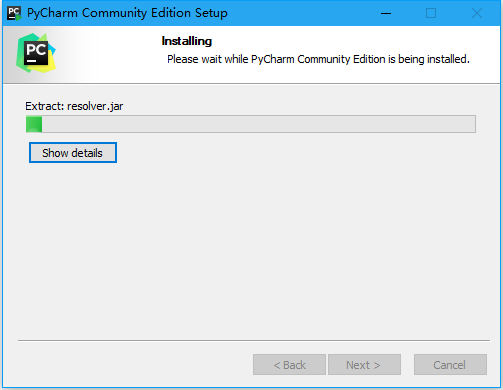 PC PyCharm Community Edition Setup
PC
Installing
Please wait while PyCharm Community Edition is being installed.
Extract: resolver.jar
Show details
< Back
Next >
Cancel